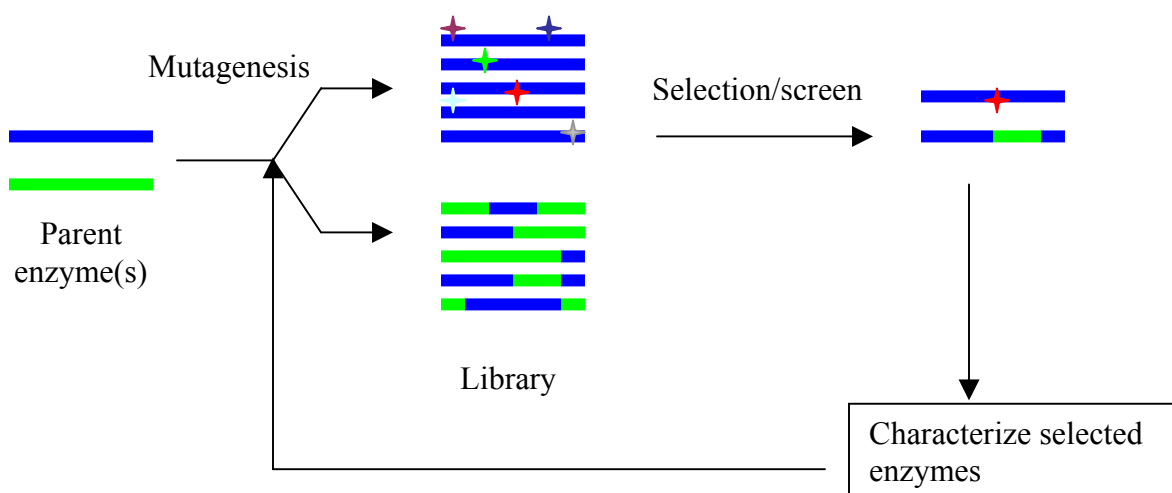 Mutagenesis
Selection/screen
Parent
enzyme(s)
Library
Characterize selected
enzymes